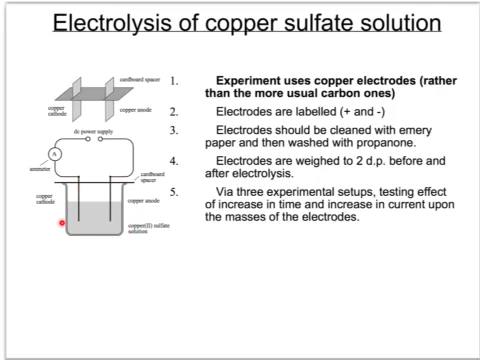 Electrolysis of copper sulfate solution
cardboard spacer
copper
cathode
copper anode
dc power supply
A
ammeter
cardboard
spacer
copper
cathode
copper anode
copper(II) sulfate
solution
1. Experiment uses copper electrodes (rather
than the more usual carbon ones)
2. Electrodes are labelled (+ and -)
3. Electrodes should be cleaned with emery
paper and then washed with propanone.
4. Electrodes are weighed to 2 d.p. before and
after electrolysis.
5. Via three experimental setups, testing effect
of increase in time and increase in current upon
the masses of the electrodes.